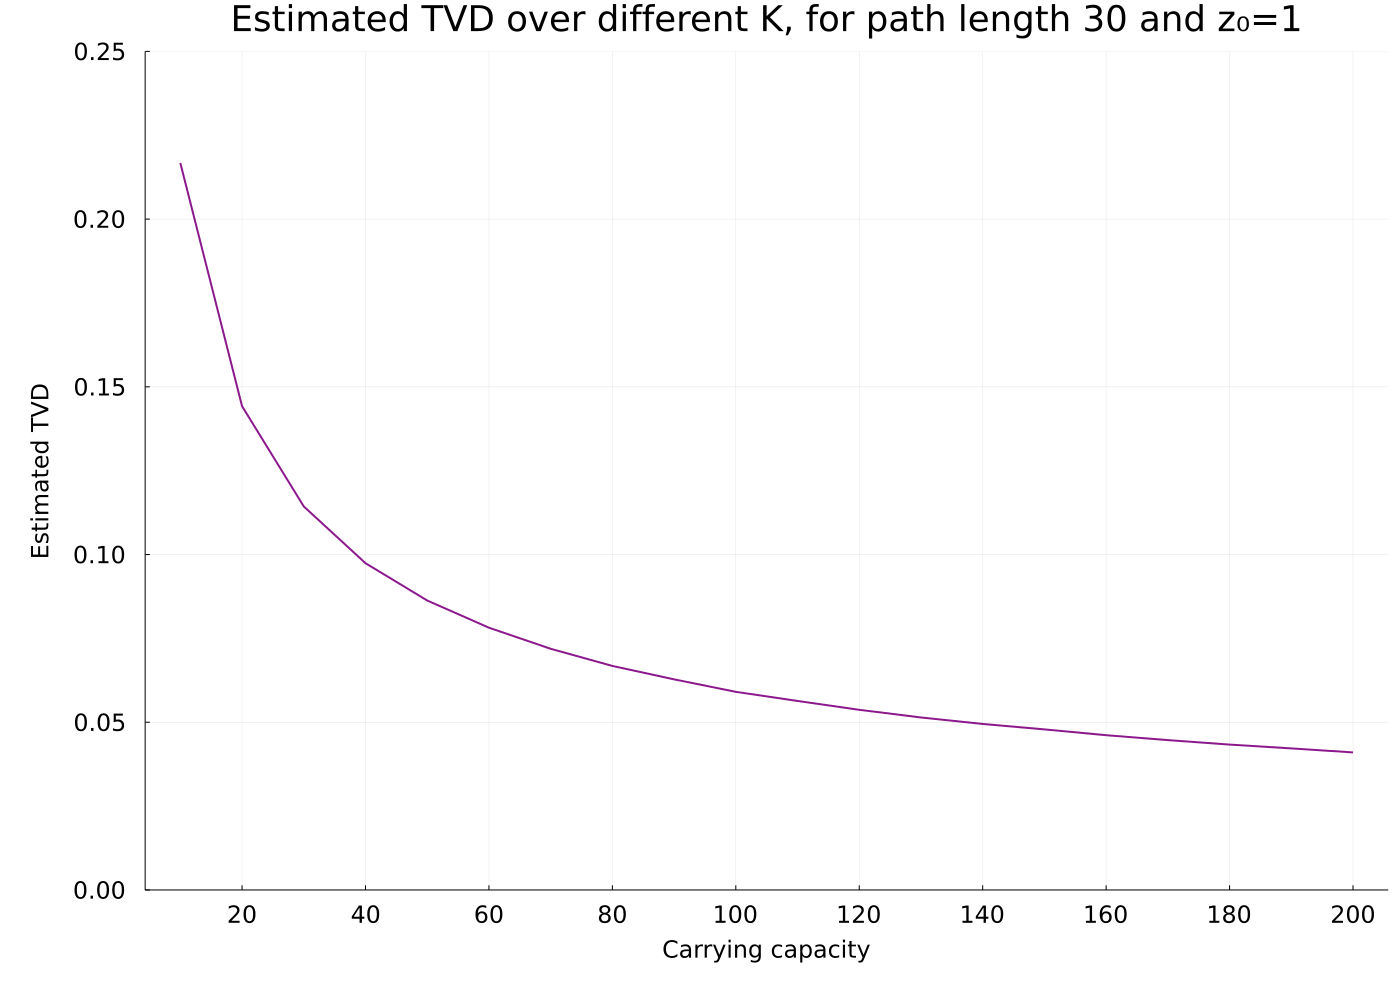 Estimated TVD over different K, for path length 30 and z₀=1
0.25
0.20
0.15
0.10
0.05
0.00
Estimated TVD
20 40 60 80 100 120 140 160 180 200
Carrying capacity